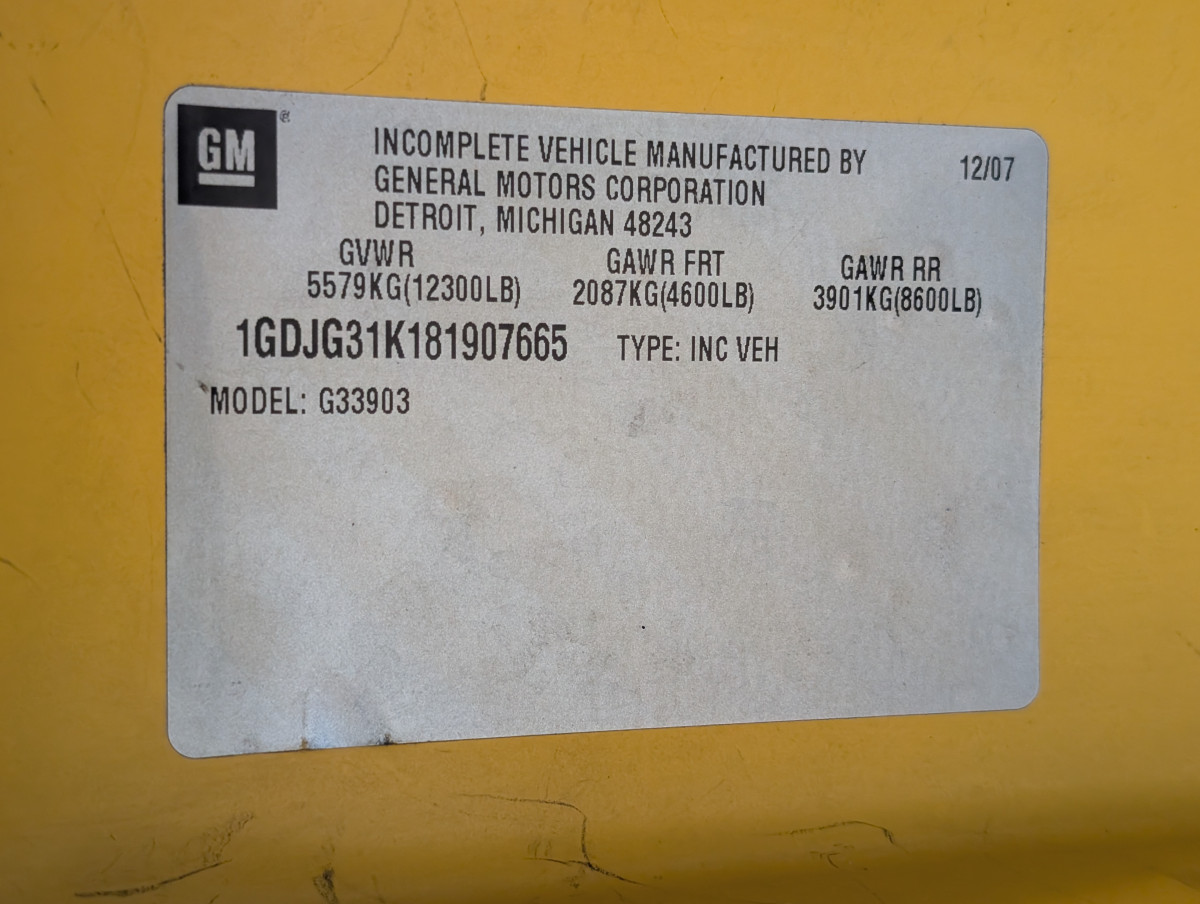 GM ®
INCOMPLETE VEHICLE MANUFACTURED BY 12/07
GENERAL MOTORS CORPORATION
DETROIT, MICHIGAN 48243
GVWR GAWR FRT GAWR RR
5579KG(12300LB) 2087KG(4600LB) 3901KG(8600LB)
1GDJG31K181907665 TYPE: INC VEH
MODEL: G33903